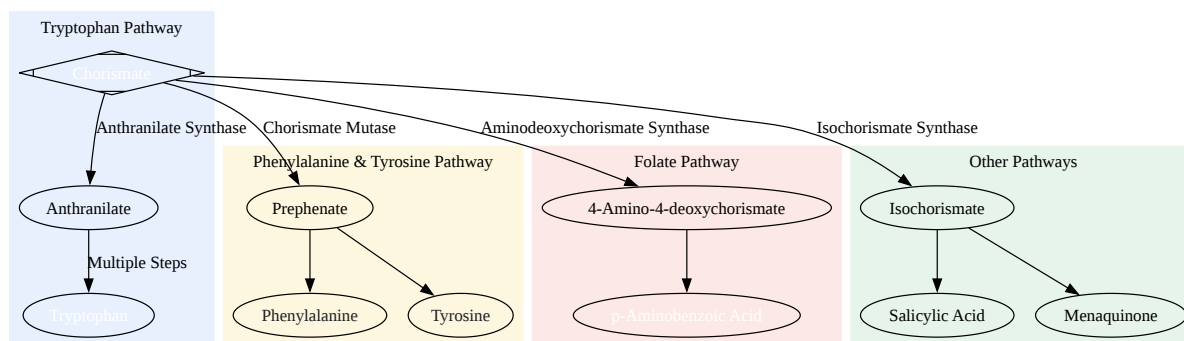 Tryptophan Pathway
Chorismate
Anthranilate Synthase
Chorismate Mutase
Aminodeoxychorismate Synthase
Isochorismate Synthase
Phenylalanine & Tyrosine Pathway
Folate Pathway
Other Pathways
Anthranilate
Prephenate
4-Amino-4-deoxychorismate
Isochorismate
Multiple Steps
Tryptophan
Phenylalanine
Tyrosine
p-Aminobenzoic Acid
Salicylic Acid
Menaquinone